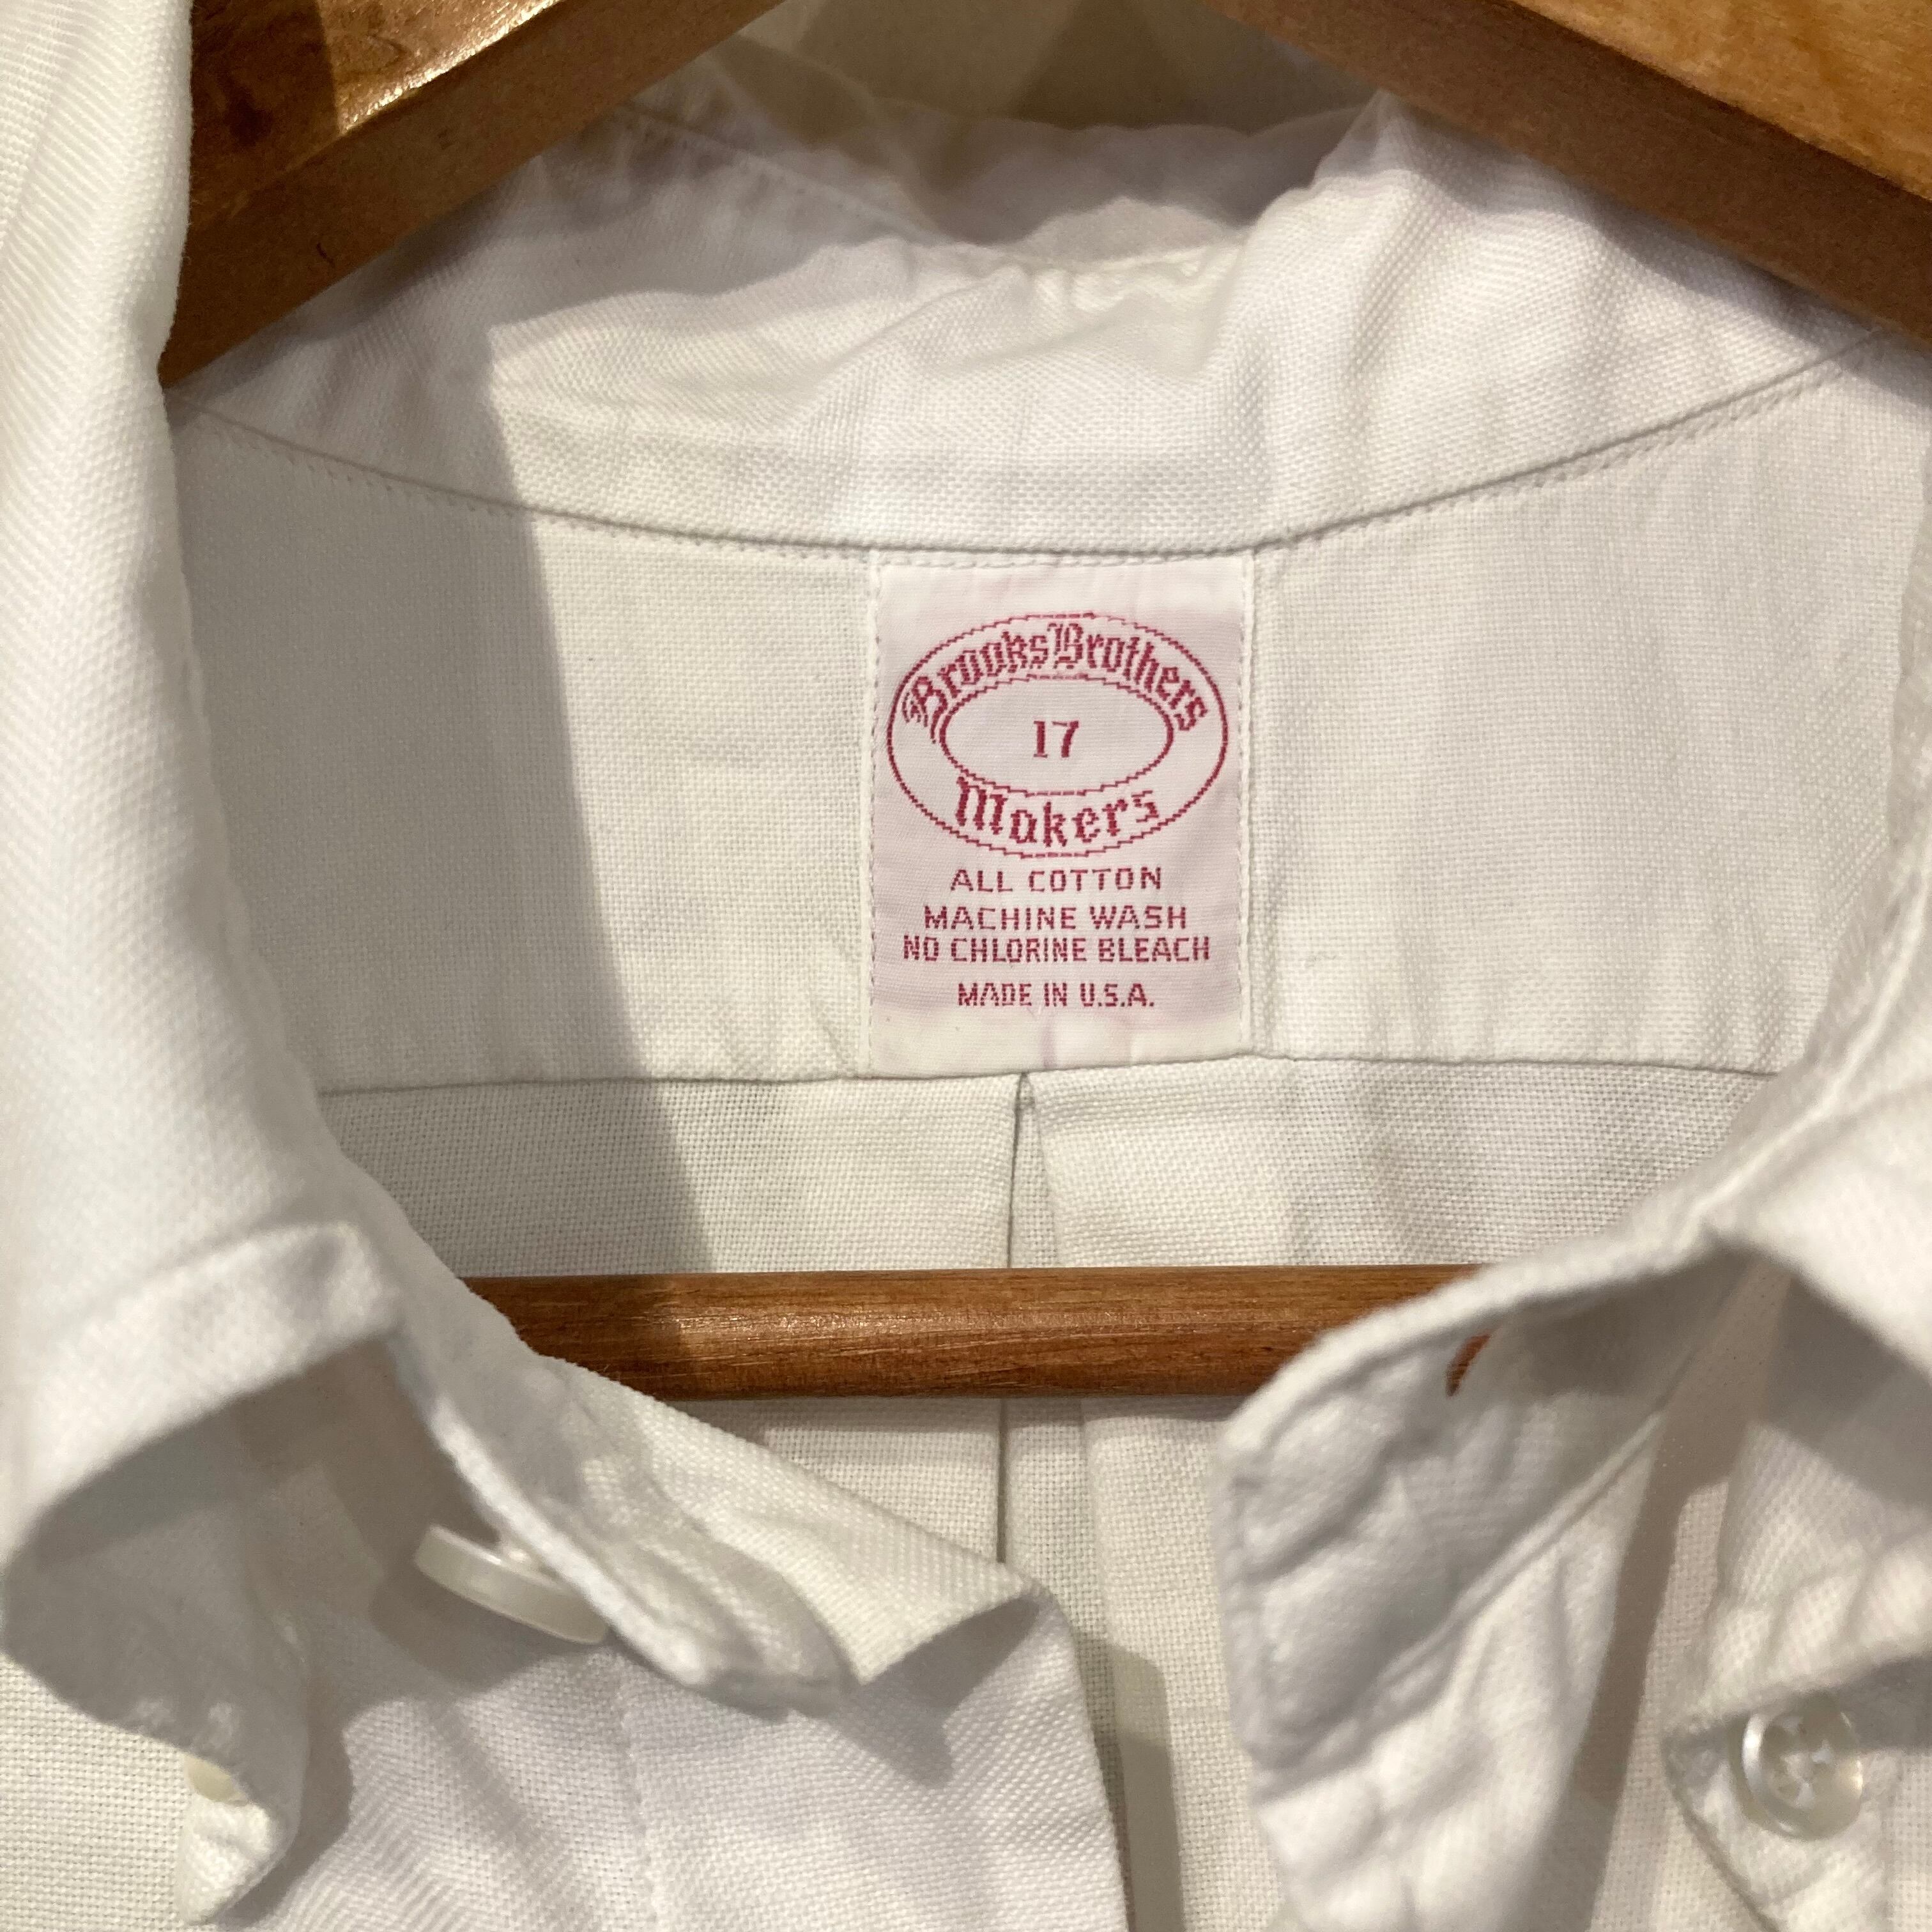 Brooks Brothers
17
Makers
ALL COTTON
MACHINE WASH
NO CHLORINE BLEACH
MADE IN U.S.A.